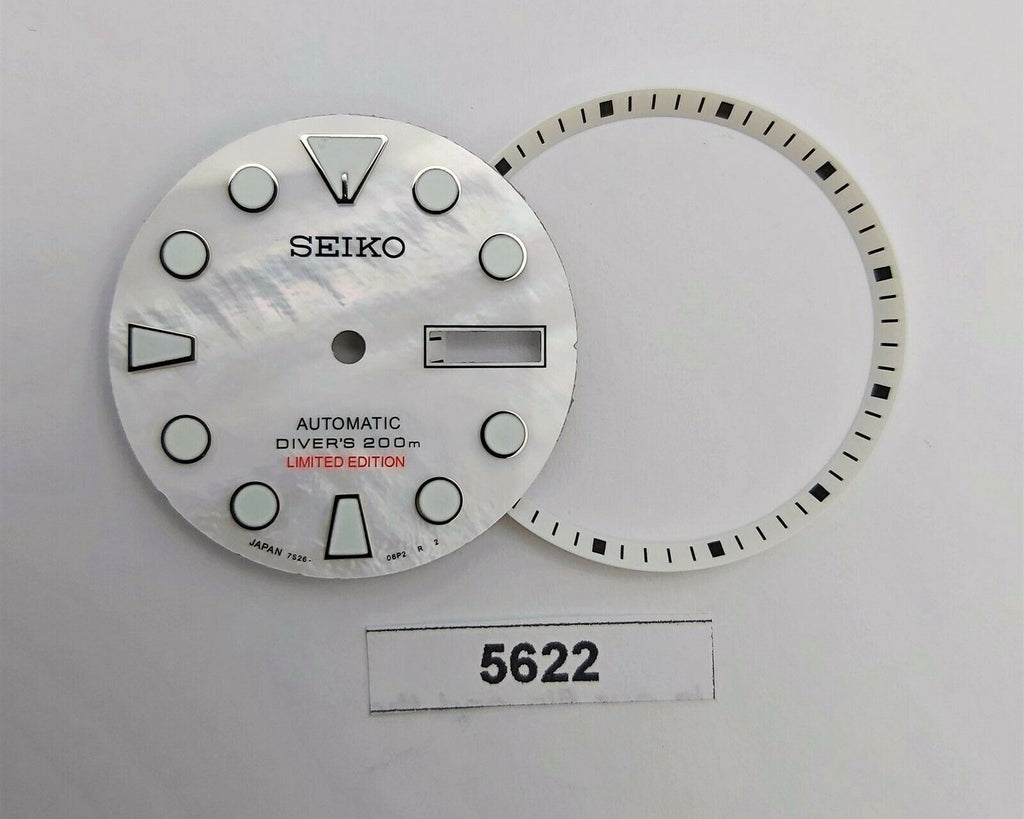 SEIKO
AUTOMATIC
DIVER'S 200m
LIMITED EDITION
JAPAN 7S26-
06P2 R 2
5622